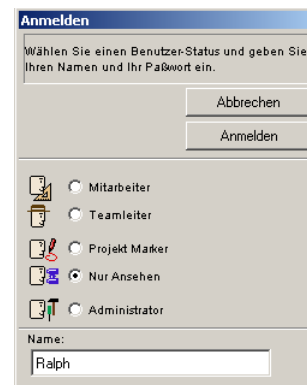 Anmelden
Wählen Sie einen Benutzer-Status und geben Sie
Ihren Namen und Ihr Paßwort ein.
Abbrechen
Anmelden
Mitarbeiter
Teamleiter
Projekt Marker
Nur Ansehen
Administrator
Name:
Ralph